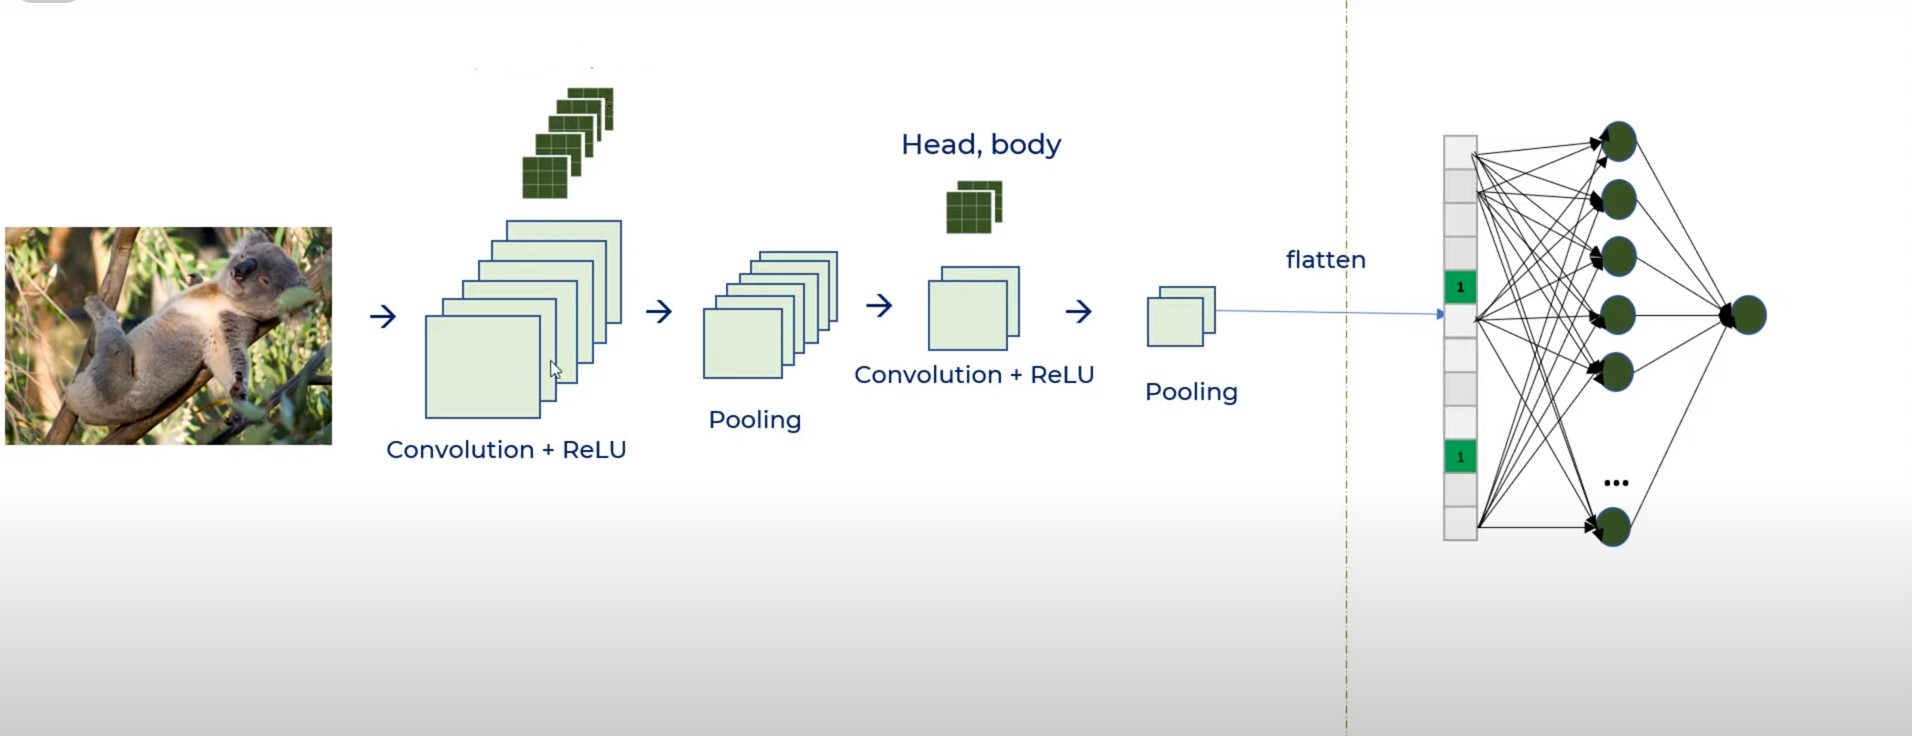 Head, body
flatten
1
Convolution + ReLU
Pooling
Pooling
Convolution + ReLU
1
...